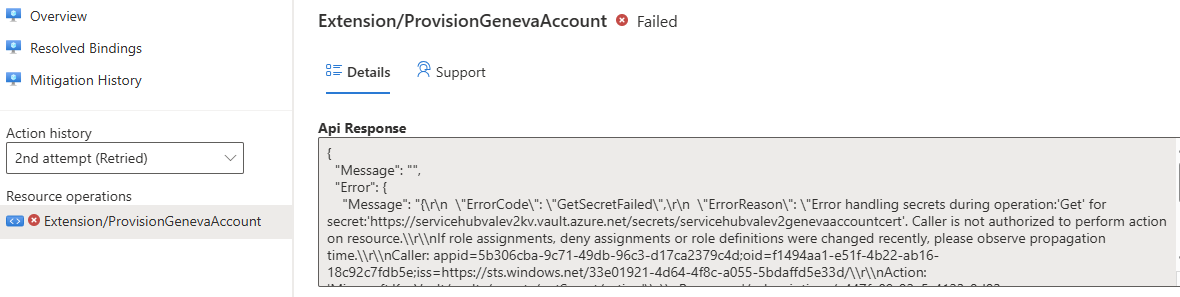 Overview
Resolved Bindings
Mitigation History
Action history
2nd attempt (Retried)
Resource operations
Extension/ProvisionGenevaAccount
Extension/ProvisionGenevaAccount Failed
Details Support
Api Response
{
"Message": "",
"Error": {
"Message": "{\r\n \"ErrorCode\": \"GetSecretFailed\",\r\n \"ErrorReason\": \"Error handling secrets during operation:'Get' for
secret:'https://servicehubvalev2kv.vault.azure.net/secrets/servicehubvalev2genevaaccountcert'. Caller is not authorized to perform action
on resource.\\r\\nIf role assignments, deny assignments or role definitions were changed recently, please observe propagation
time.\\r\\nCaller: appid=5b306cba-9c71-49db-96c3-d17ca2379c4d;oid=f1494aa1-e51f-4b22-ab16-
18c92c7fdb5e;iss=https://sts.windows.net/33e01921-4d64-4f8c-a055-5bdaffd5e33d/\\r\\nAction: